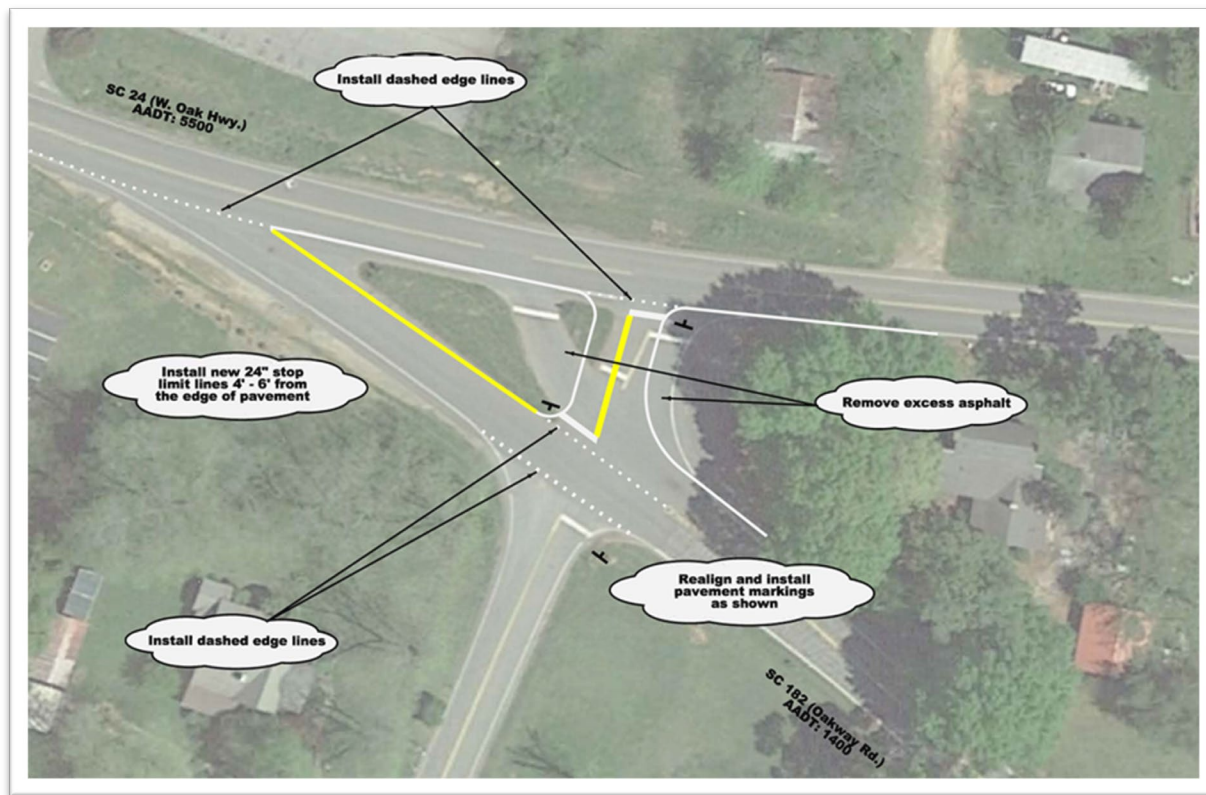 Install dashed edge lines
SC 24 (W. Oak Hwy.)
AADT: 5500
Install new 24" stop
limit lines 4' - 6' from
the edge of pavement
Remove excess asphalt
Realign and install
pavement markings
as shown
Install dashed edge lines
SC 182 (Oakway Rd.)
AADT: 1400